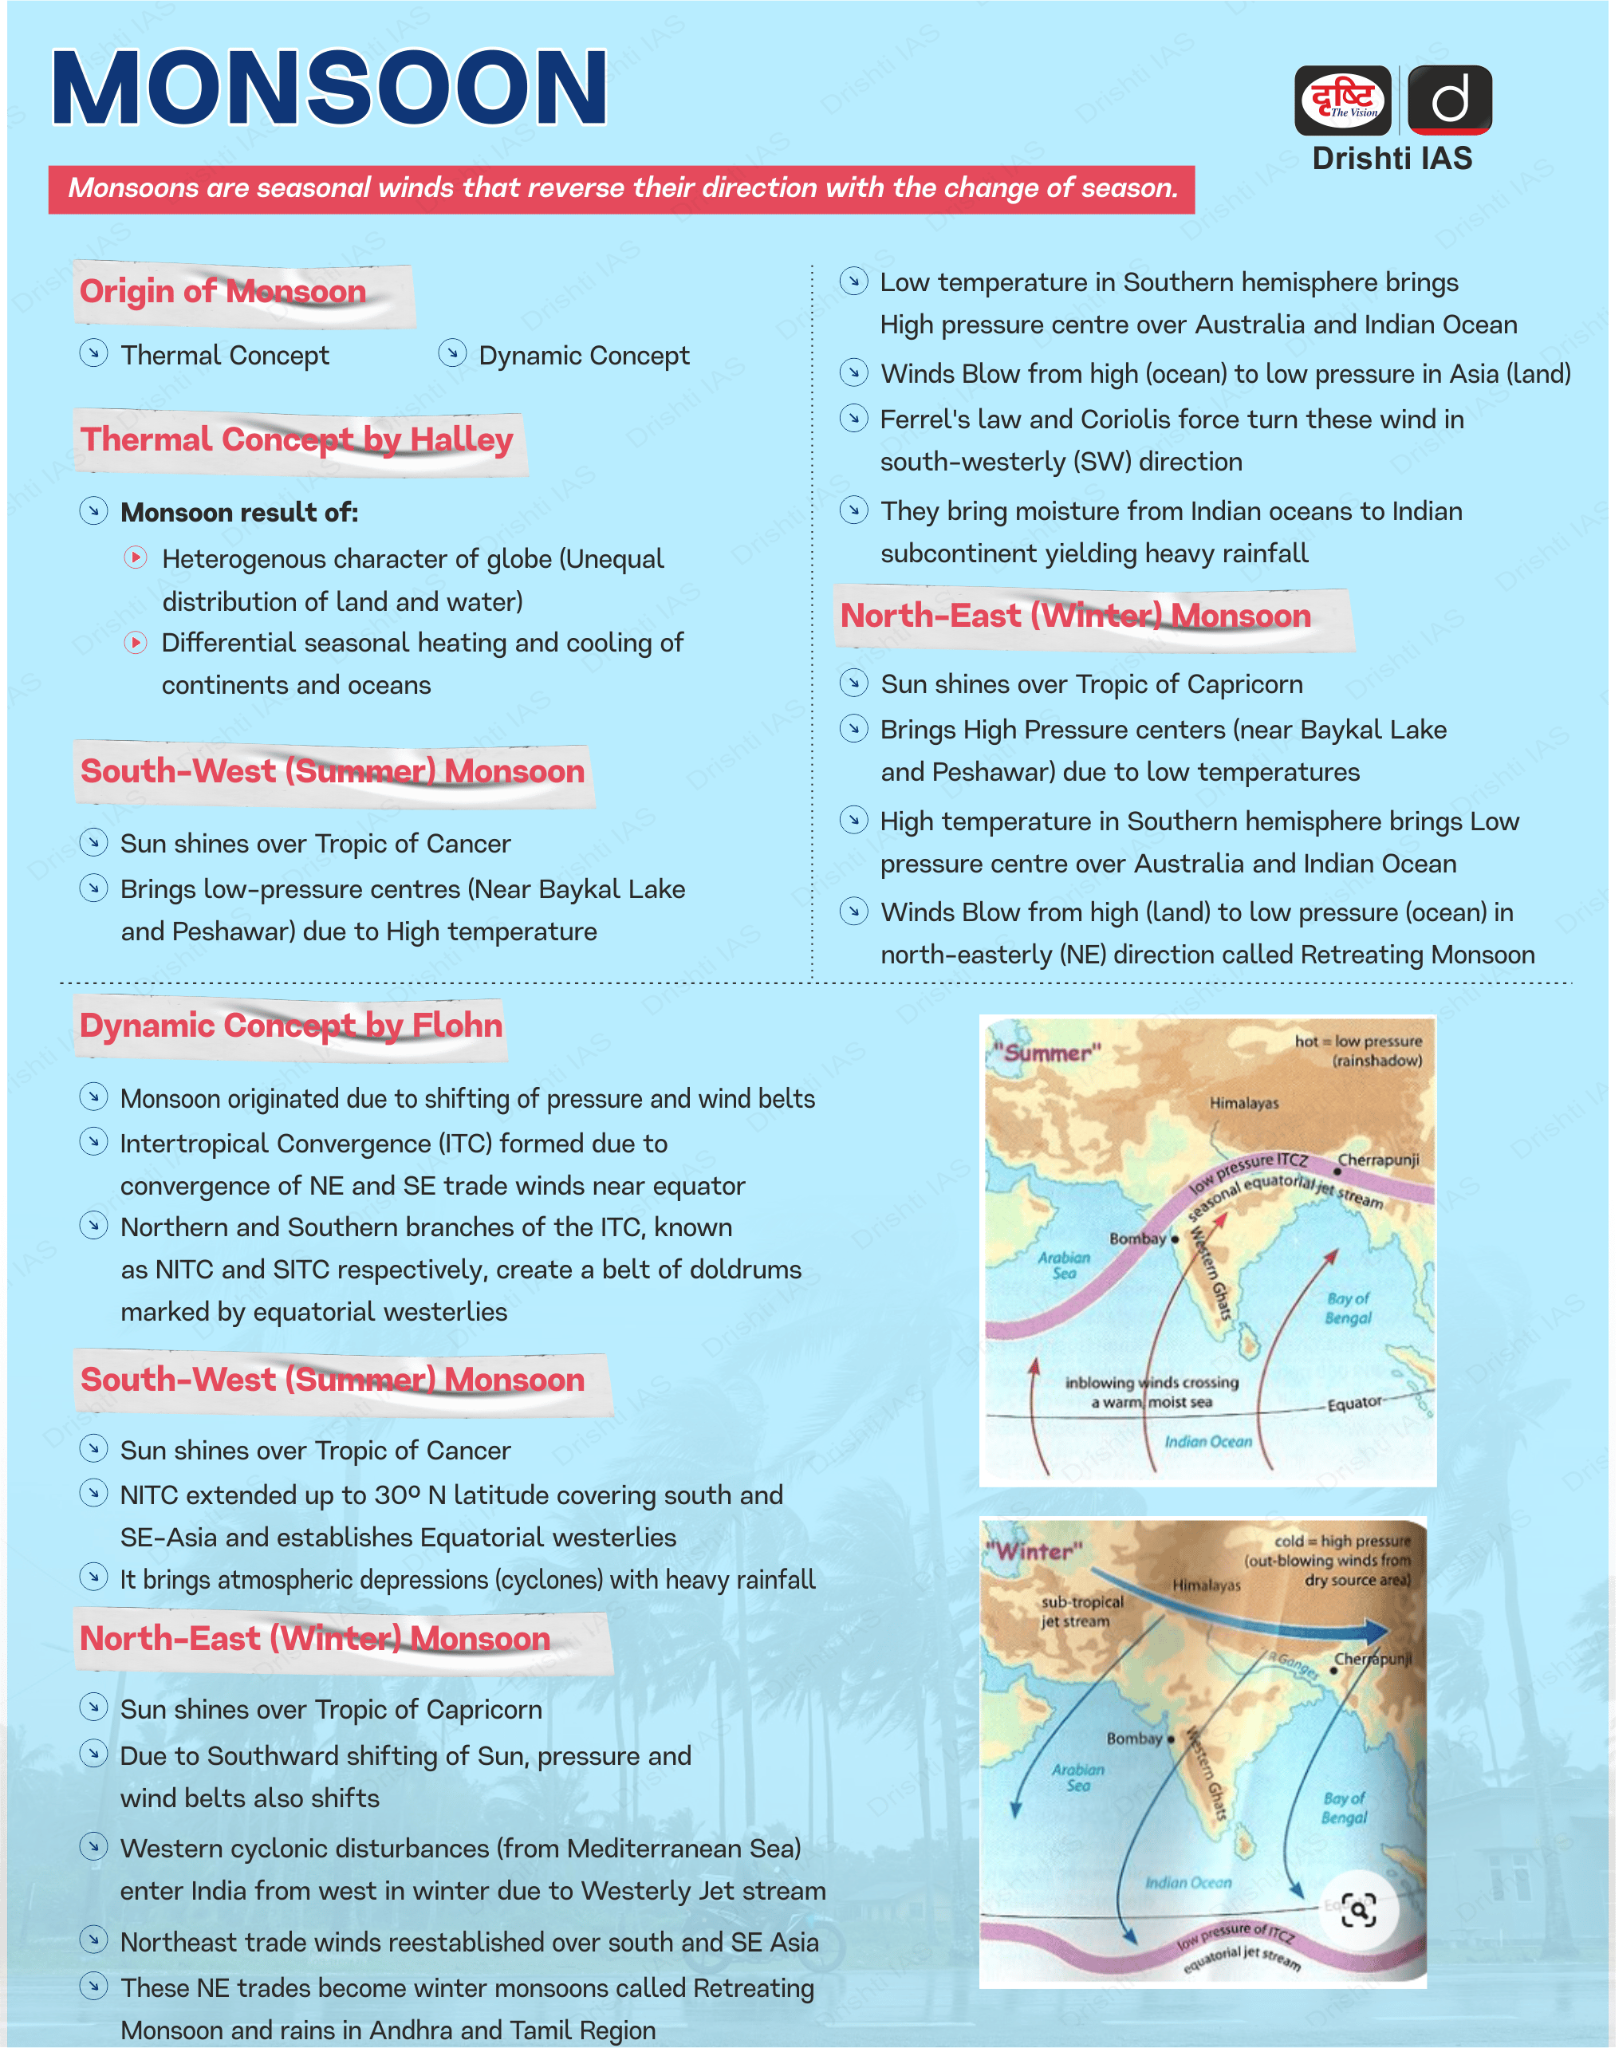 MONSOON
दृष्टि
The Vision
d
Drishti IAS
Monsoons are seasonal winds that reverse their direction with the change of season.
Origin of Monsoon
Thermal Concept
Dynamic Concept
Thermal Concept by Halley
Monsoon result of:
Heterogenous character of globe (Unequal
distribution of land and water)
Differential seasonal heating and cooling of
continents and oceans
South-West (Summer) Monsoon
Sun shines over Tropic of Cancer
Brings low-pressure centres (Near Baykal Lake
and Peshawar) due to High temperature
Low temperature in Southern hemisphere brings
High pressure centre over Australia and Indian Ocean
Winds Blow from high (ocean) to low pressure in Asia (land)
Ferrel's law and Coriolis force turn these wind in
south-westerly (SW) direction
They bring moisture from Indian oceans to Indian
subcontinent yielding heavy rainfall
North-East (Winter) Monsoon
Sun shines over Tropic of Capricorn
Brings High Pressure centers (near Baykal Lake
and Peshawar) due to low temperatures
High temperature in Southern hemisphere brings Low
pressure centre over Australia and Indian Ocean
Winds Blow from high (land) to low pressure (ocean) in
north-easterly (NE) direction called Retreating Monsoon
Dynamic Concept by Flohn
Monsoon originated due to shifting of pressure and wind belts
Intertropical Convergence (ITC) formed due to
convergence of NE and SE trade winds near equator
Northern and Southern branches of the ITC, known
as NITC and SITC respectively, create a belt of doldrums
marked by equatorial westerlies
South-West (Summer) Monsoon
Sun shines over Tropic of Cancer
NITC extended up to 30º N latitude covering south and
SE-Asia and establishes Equatorial westerlies
It brings atmospheric depressions (cyclones) with heavy rainfall
North-East (Winter) Monsoon
Sun shines over Tropic of Capricorn
Due to Southward shifting of Sun, pressure and
wind belts also shifts
Western cyclonic disturbances (from Mediterranean Sea)
enter India from west in winter due to Westerly Jet stream
Northeast trade winds reestablished over south and SE Asia
These NE trades become winter monsoons called Retreating
Monsoon and rains in Andhra and Tamil Region
"Summer"
hot = low pressure
(rainshadow)
Himalayas
low pressure ITCZ
Cherrapunji
seasonal equatorial jet stream
Bombay
Western Ghats
Arabian
Sea
Bay of
Bengal
inblowing winds crossing
a warm, moist sea
Equator
Indian Ocean
"Winter"
cold = high pressure
(out-blowing winds from
dry source area)
Himalayas
sub-tropical
jet stream
R Ganges
Cherrapunji
Bombay
Western Ghats
Arabian
Sea
Bay of
Bengal
Indian Ocean
low pressure of ITCZ
equatorial jet stream